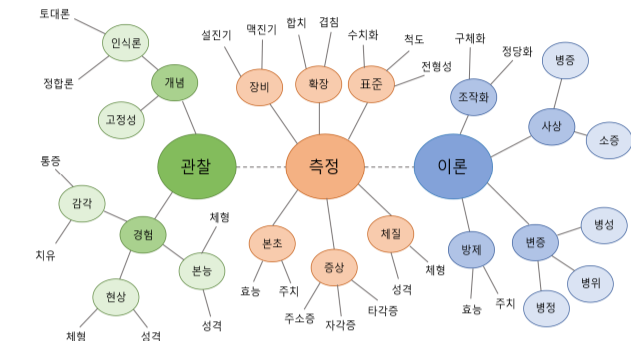 토대론
인식론
정합론
개념
고정성
관찰
통증
감각
치유
경험
체형
본능
성격
현상
체형
성격
설진기
맥진기
장비
합치
겹침
확장
수치화
척도
전형성
표준
측정
본초
효능
주치
증상
주소증
자각증
타각증
체질
성격
체형
구체화
정당화
조작화
병증
사상
소증
이론
방제
효능
주치
변증
병성
병위
병정